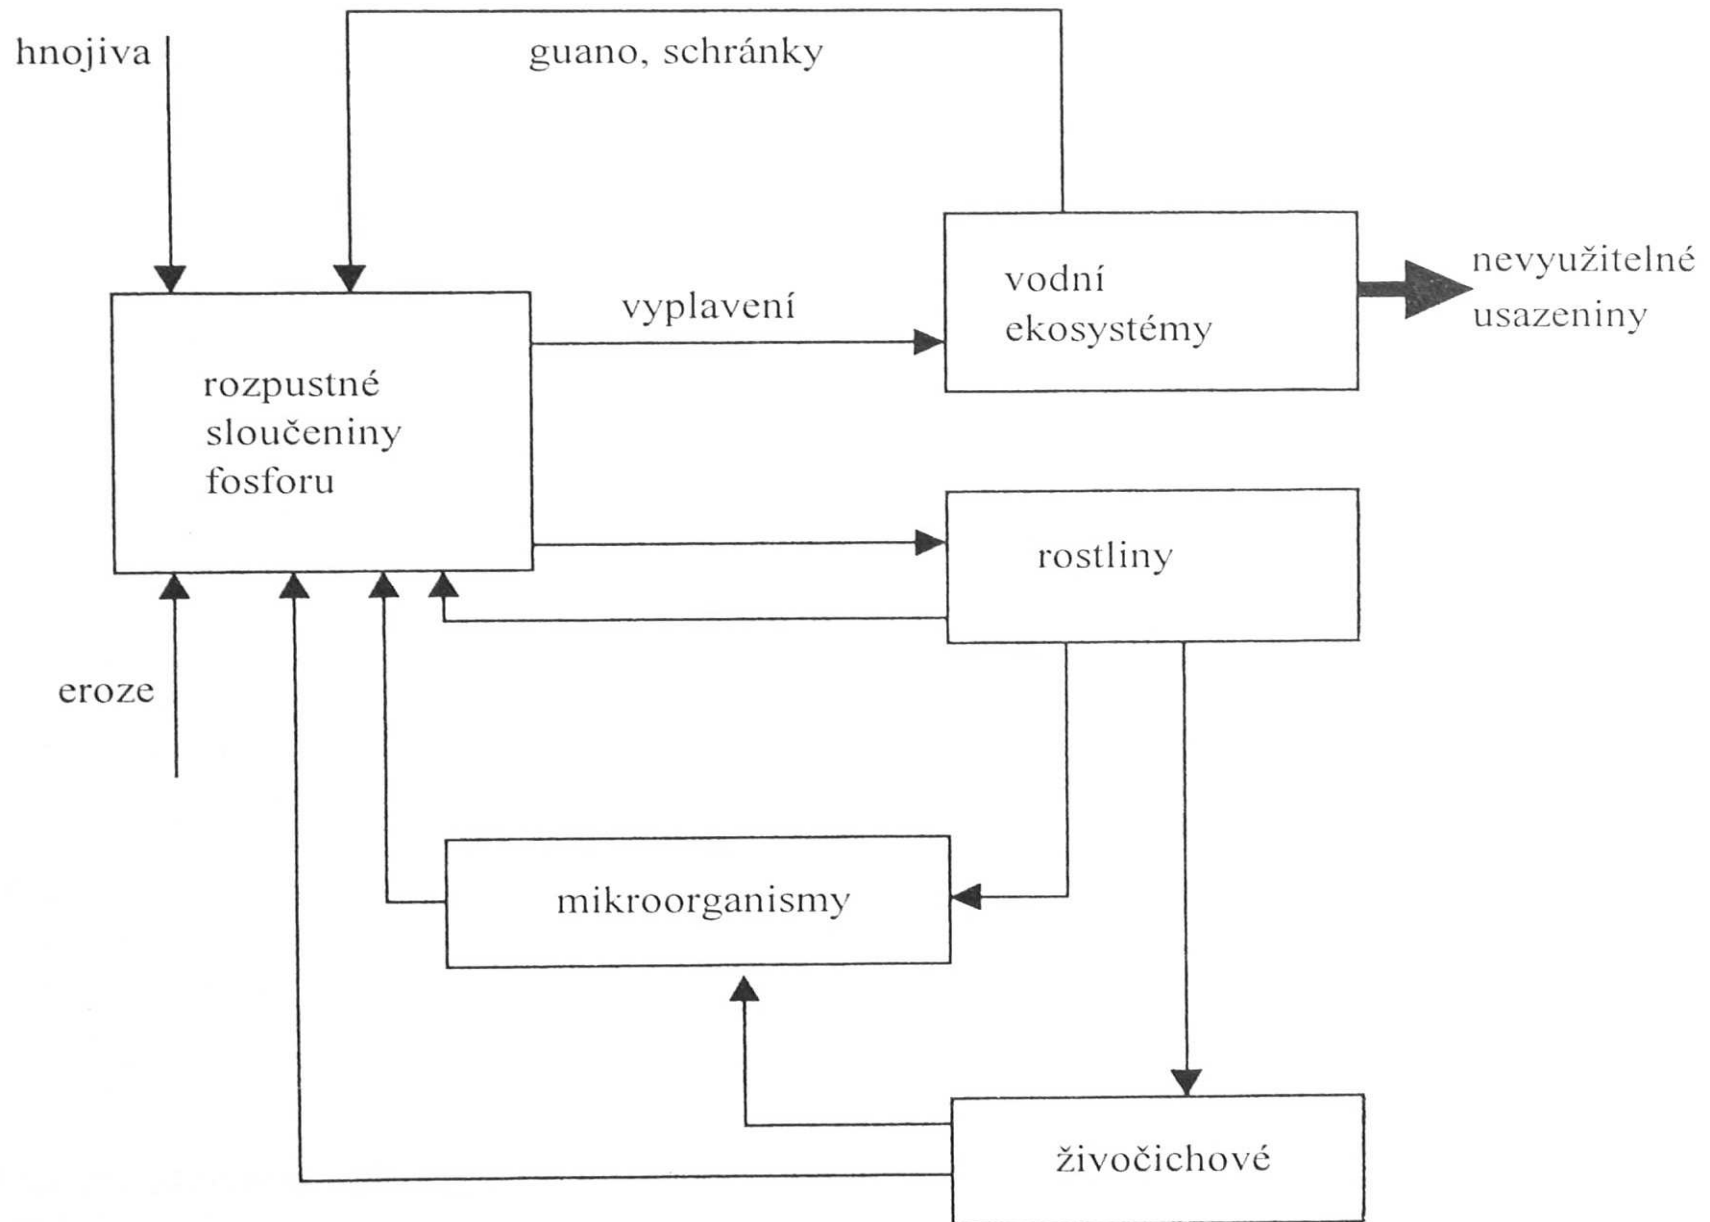 hnojiva
guano, schránky
vodní
ekosystémy
nevyužitelné
usazeniny
vyplavení
rozpustné
sloučeniny
fosforu
rostliny
eroze
mikroorganismy
živočichové